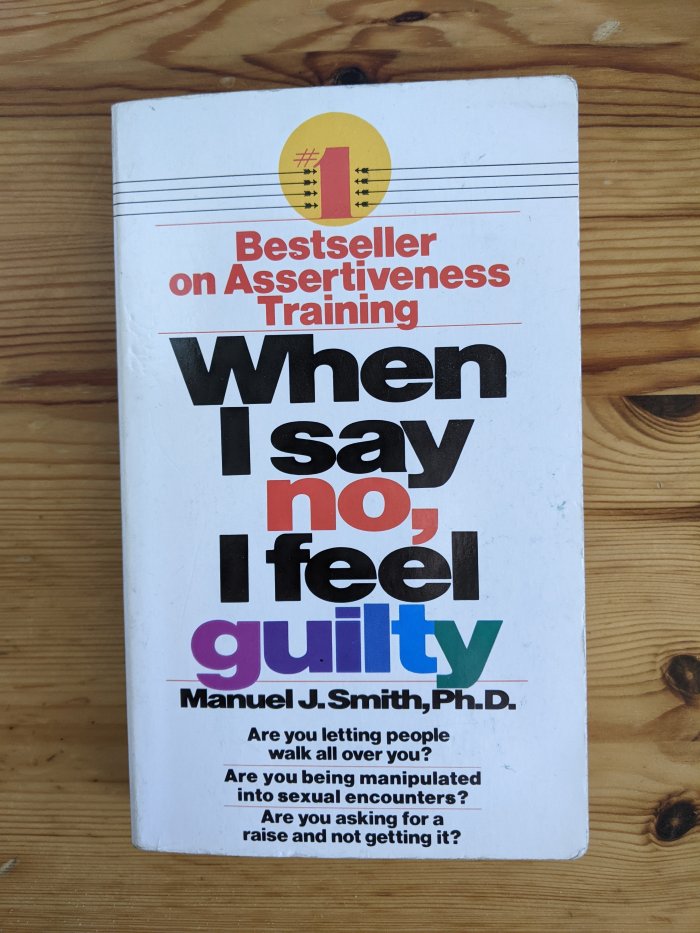 #1
Bestseller
on Assertiveness
Training
When
I say
no,
I feel
guilty
Manuel J. Smith, Ph.D.
Are you letting people
walk all over you?
Are you being manipulated
into sexual encounters?
Are you asking for a
raise and not getting it?